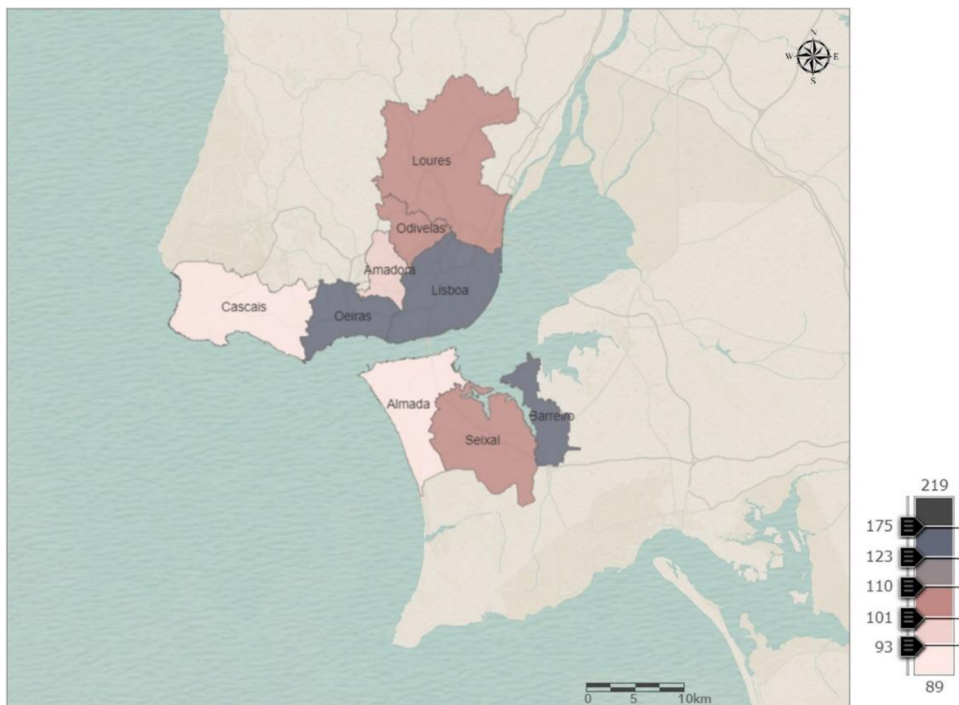 N
W E
S
Loures
Odivelas
Amadora
Lisboa
Cascais
Oeiras
Almada
Barreiro
Seixal
219
175
123
110
101
93
89
0 5 10km